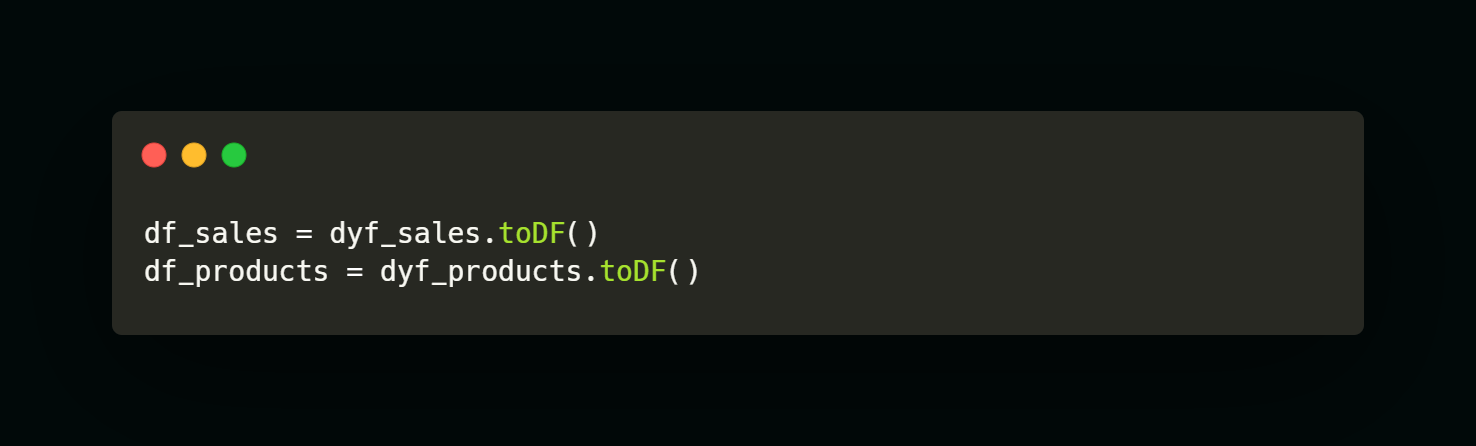 df_sales = dyf_sales.toDF()
df_products = dyf_products.toDF()